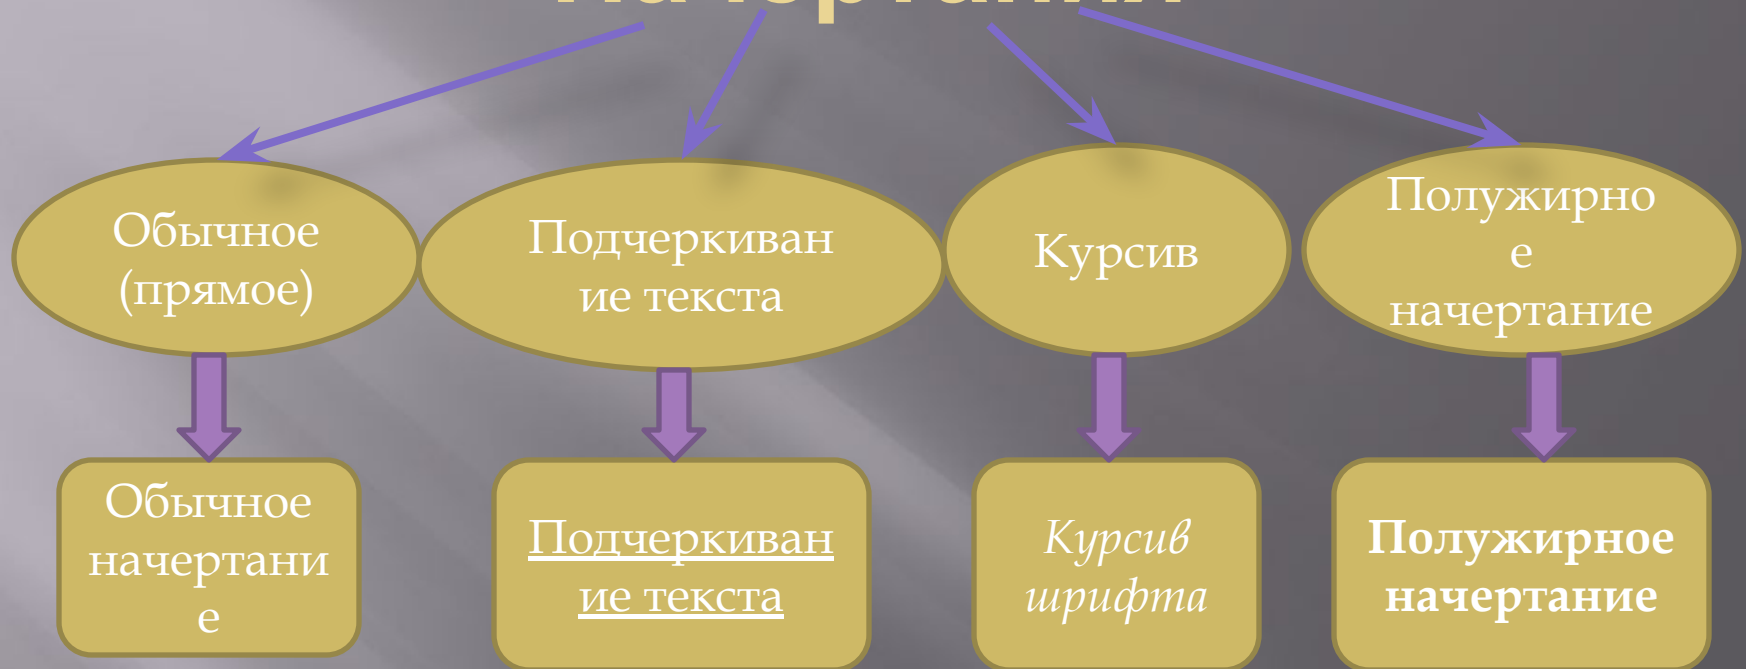 Обычное
(прямое)
Подчеркиван
ие текста
Курсив
Полужирно
е
начертание
Обычное
начертани
е
Подчеркиван
ие текста
Курсив
шрифта
Полужирное
начертание